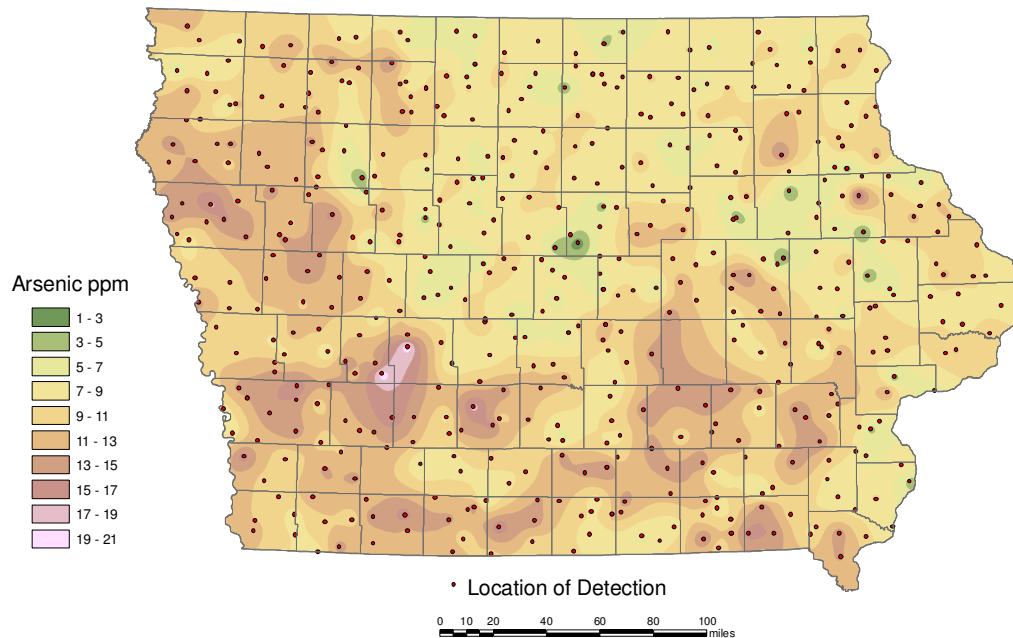 Arsenic ppm
1 - 3
3 - 5
5 - 7
7 - 9
9 - 11
11 - 13
13 - 15
15 - 17
17 - 19
19 - 21
Location of Detection
0 10 20 40 60 80 100
miles